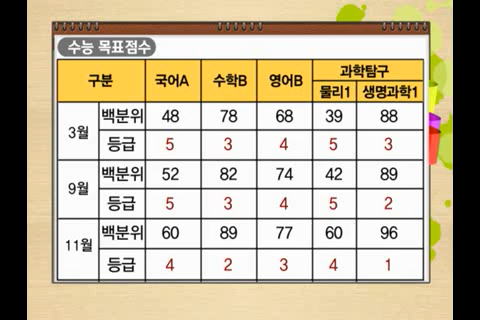 수능 목표점수
구분 국어A 수학B 영어B 과학탐구
물리1 생명과학1
3월 백분위 48 78 68 39 88
등급 5 3 4 5 3
9월 백분위 52 82 74 42 89
등급 5 3 4 5 2
11월 백분위 60 89 77 60 96
등급 4 2 3 4 1